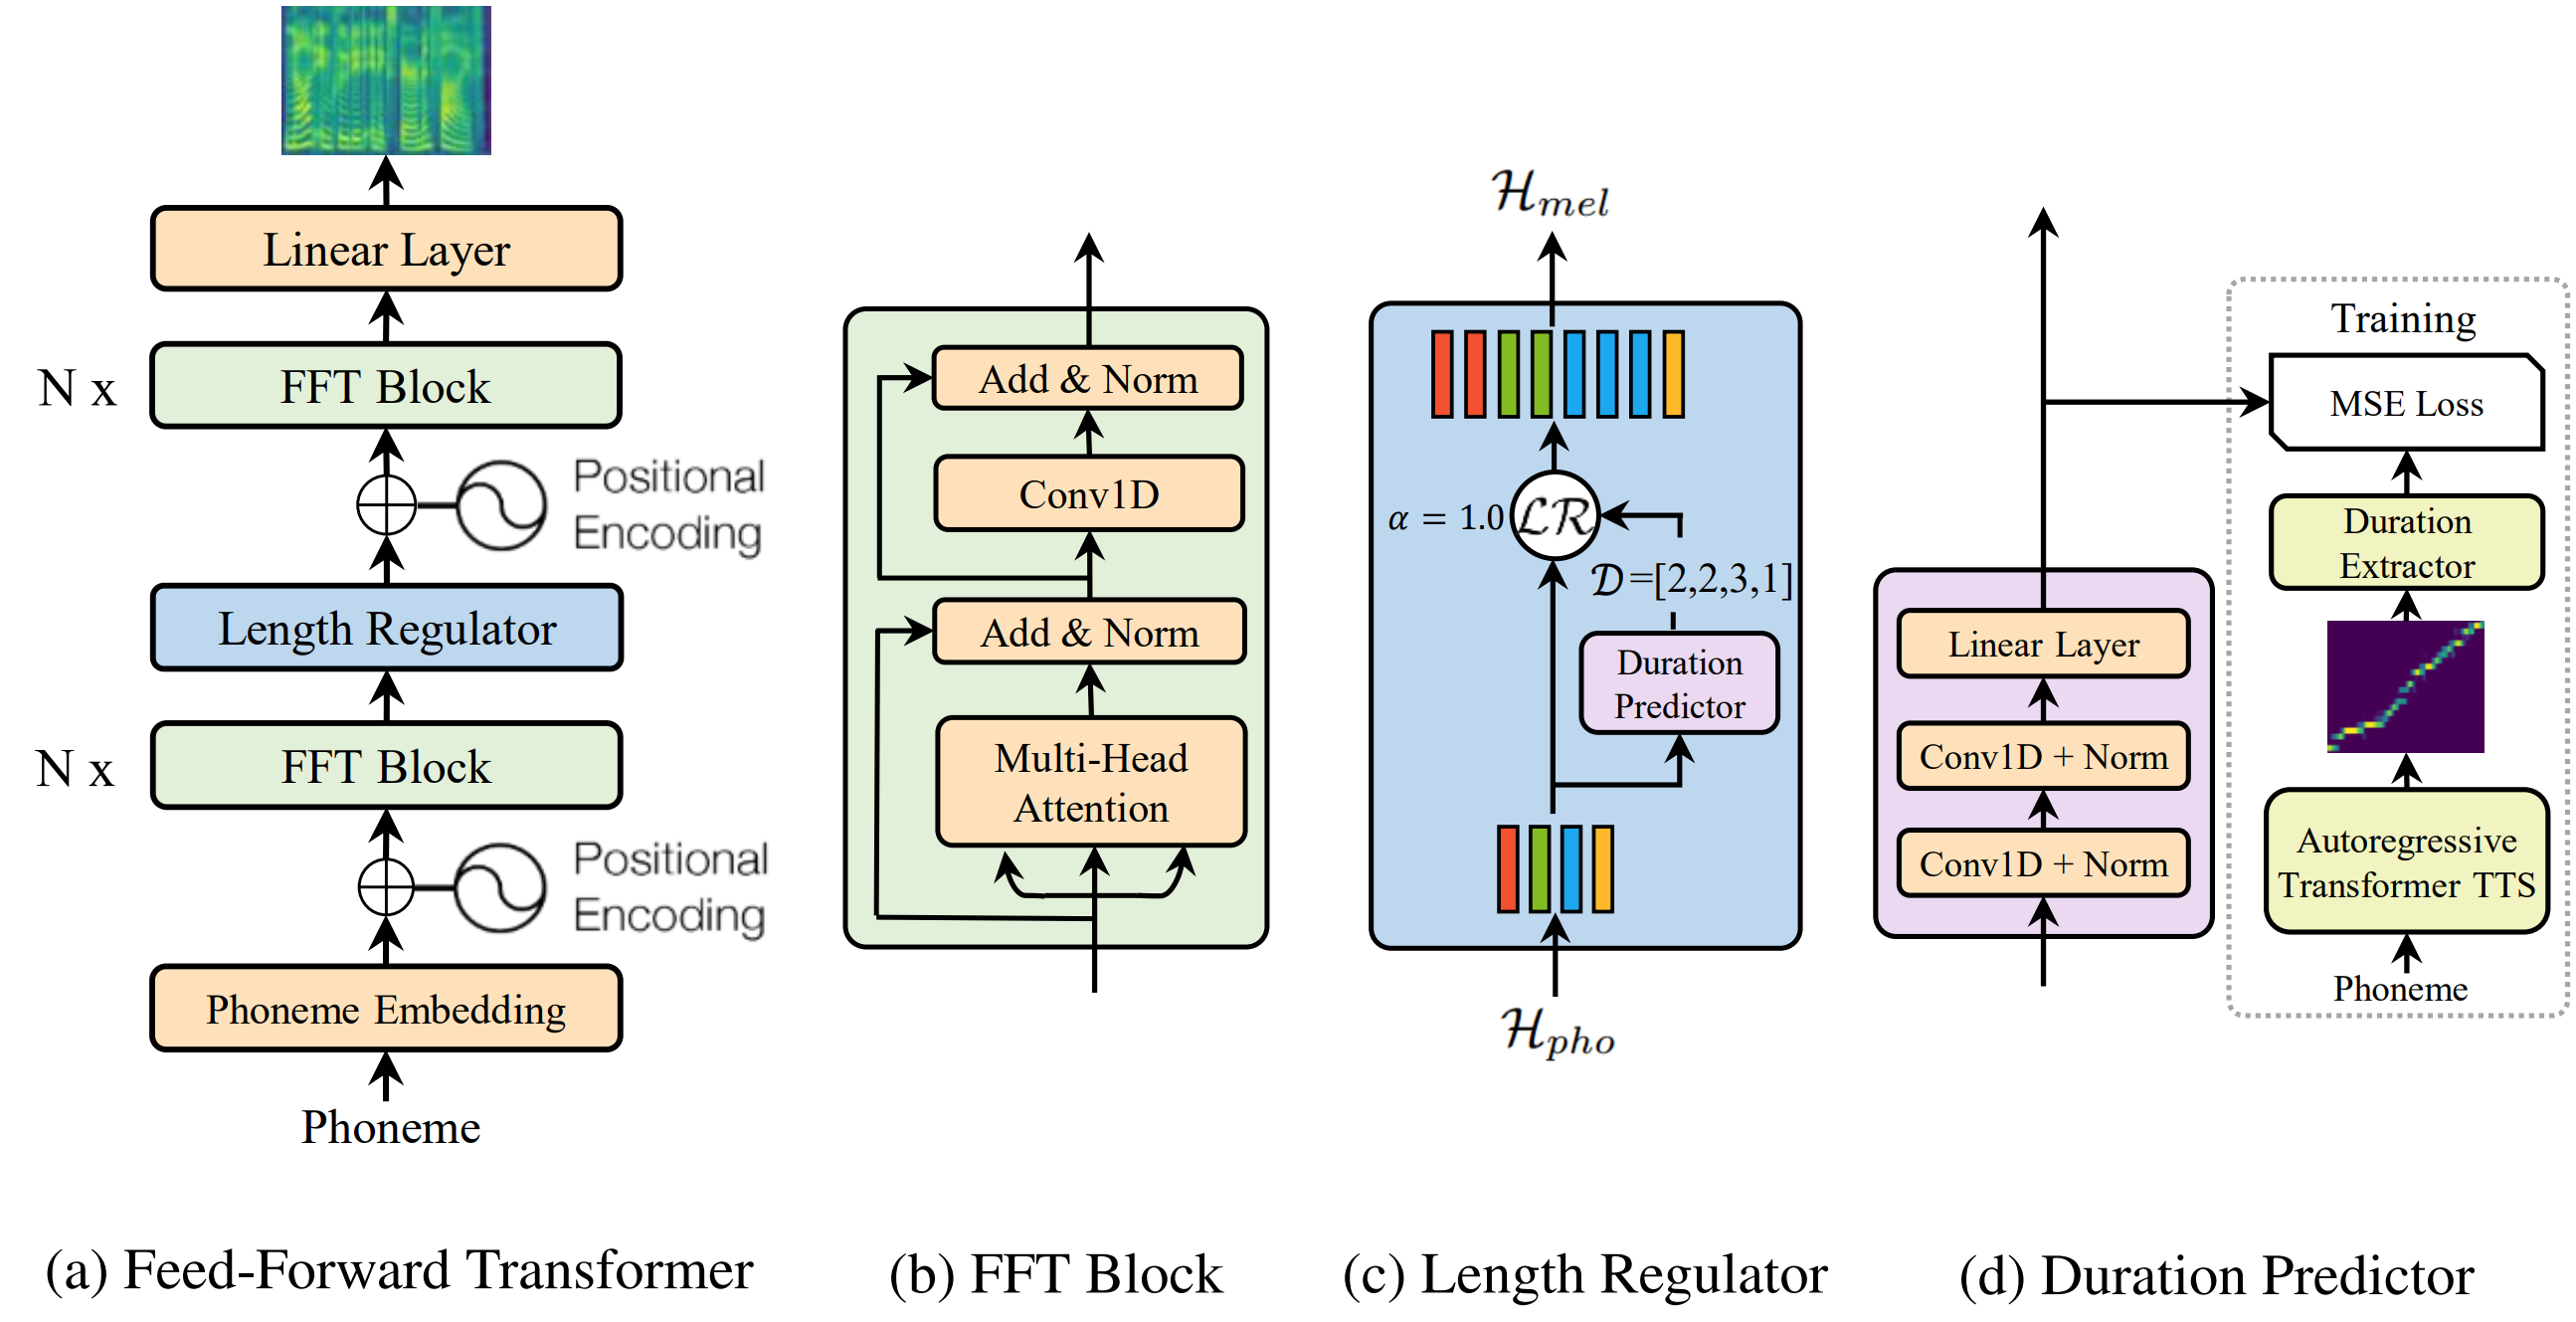 Linear Layer
N x
FFT Block
Positional
Encoding
Length Regulator
N x
FFT Block
Positional
Encoding
Phoneme Embedding
Phoneme
(a) Feed-Forward Transformer
Add & Norm
Conv1D
Add & Norm
Multi-Head
Attention
(b) FFT Block
ℋmel
α = 1.0
ℒℛ
𝒟=[2,2,3,1]
Duration
Predictor
ℋpho
(c) Length Regulator
Linear Layer
Conv1D + Norm
Conv1D + Norm
Training
MSE Loss
Duration
Extractor
Autoregressive
Transformer TTS
Phoneme
(d) Duration Predictor